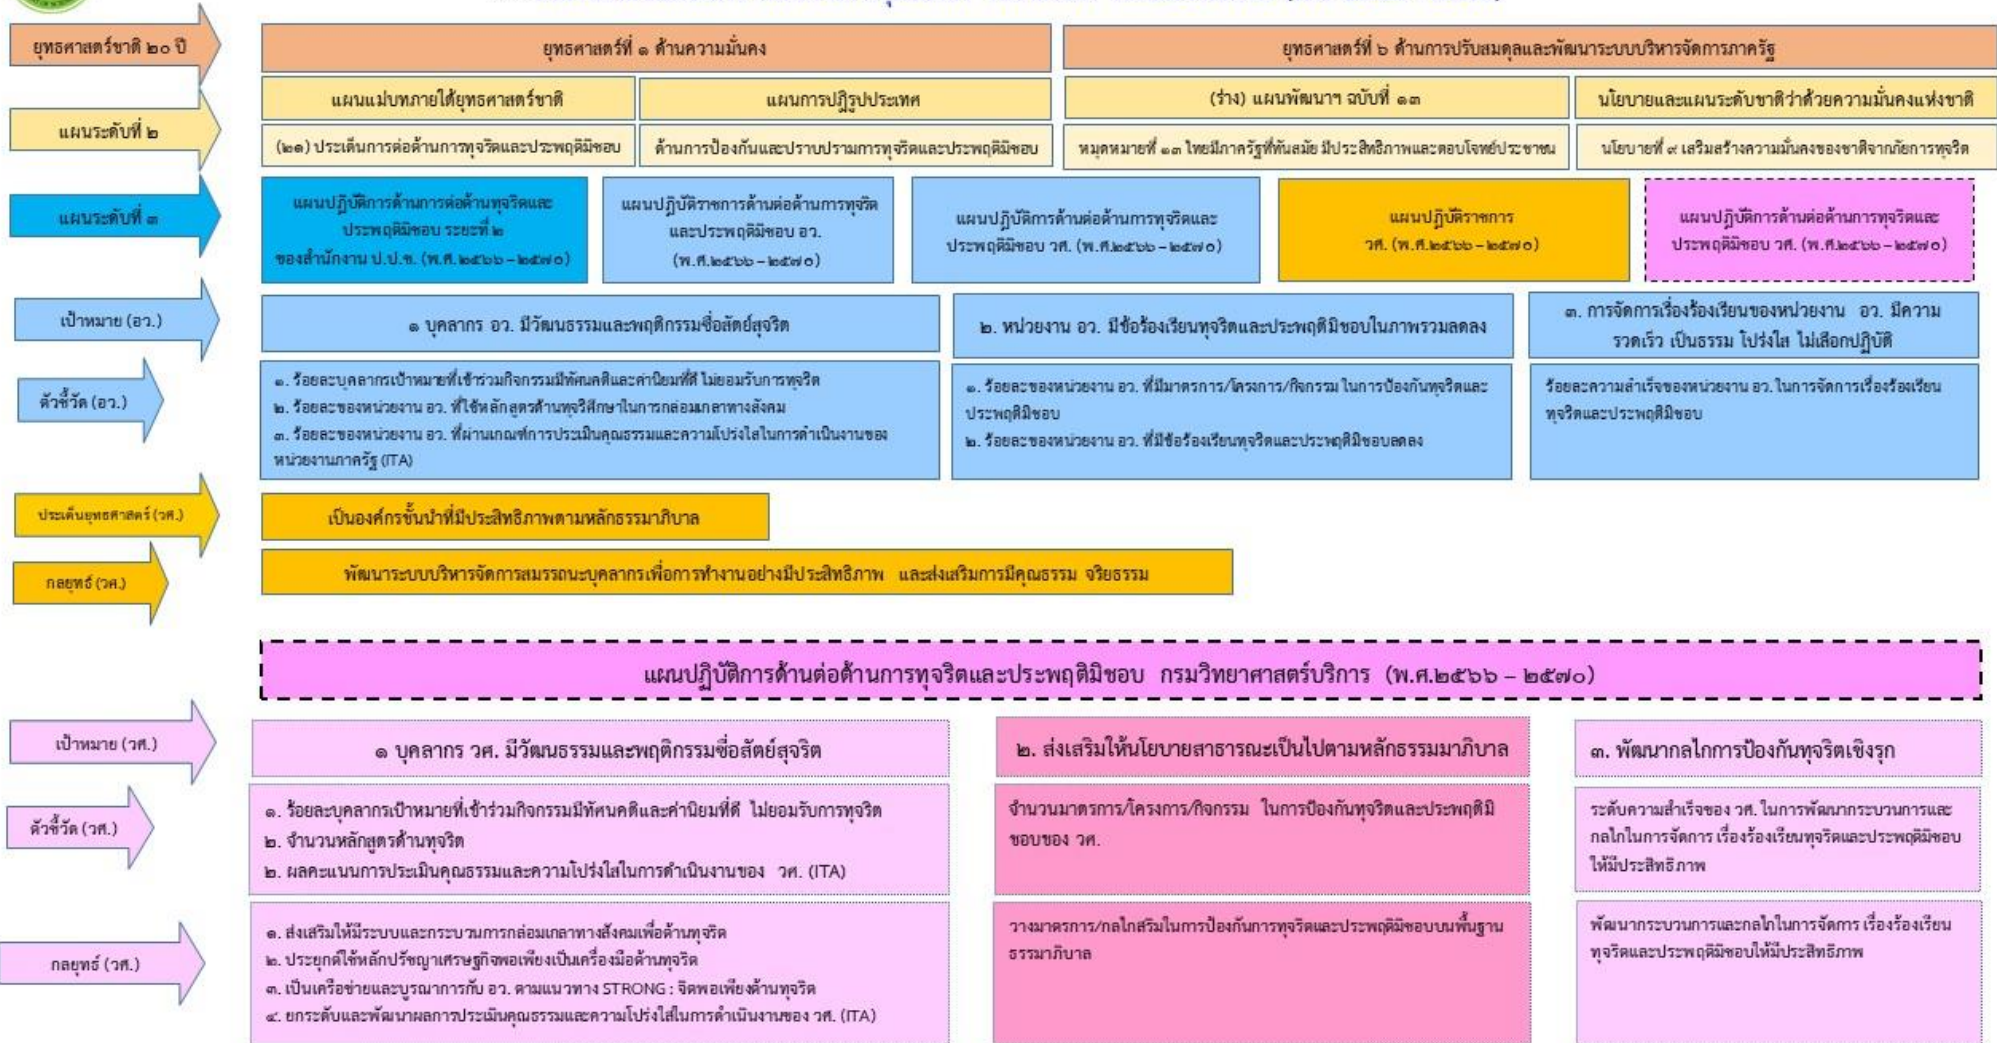 ยุทธศาสตร์ชาติ ๒๐ ปี
ยุทธศาสตร์ที่ ๑ ด้านความมั่นคง
ยุทธศาสตร์ที่ ๖ ด้านการปรับสมดุลและพัฒนาระบบบริหารจัดการภาครัฐ
แผนระดับที่ ๒
แผนแม่บทภายใต้ยุทธศาสตร์ชาติ
แผนการปฏิรูปประเทศ
(ร่าง) แผนพัฒนาฯ ฉบับที่ ๑๓
นโยบายและแผนระดับชาติว่าด้วยความมั่นคงแห่งชาติ
(๒๑) ประเด็นการต่อต้านการทุจริตและประพฤติมิชอบ
ด้านการป้องกันและปราบปรามการทุจริตและประพฤติมิชอบ
หมุดหมายที่ ๑๓ ไทยมีภาครัฐที่ทันสมัย มีประสิทธิภาพและตอบโจทย์ประชาชน
นโยบายที่ ๙ เสริมสร้างความมั่นคงของชาติจากภัยการทุจริต
แผนระดับที่ ๓
แผนปฏิบัติการด้านการต่อต้านทุจริตและ
ประพฤติมิชอบ ระยะที่ ๒
ของสำนักงาน ป.ป.ช. (พ.ศ.๒๕๖๖ – ๒๕๗๐)
แผนปฏิบัติราชการด้านต่อต้านการทุจริต
และประพฤติมิชอบ อว.
(พ.ศ.๒๕๖๖ – ๒๕๗๐)
แผนปฏิบัติการด้านต่อต้านการทุจริตและ
ประพฤติมิชอบ วศ. (พ.ศ.๒๕๖๖ – ๒๕๗๐)
แผนปฏิบัติราชการ
วศ. (พ.ศ.๒๕๖๖ – ๒๕๗๐)
แผนปฏิบัติการด้านต่อต้านการทุจริตและ
ประพฤติมิชอบ วศ. (พ.ศ.๒๕๖๖ – ๒๕๗๐)
เป้าหมาย (อว.)
๑ บุคลากร อว. มีวัฒนธรรมและพฤติกรรมซื่อสัตย์สุจริต
๒. หน่วยงาน อว. มีข้อร้องเรียนทุจริตและประพฤติมิชอบในภาพรวมลดลง
๓. การจัดการเรื่องร้องเรียนของหน่วยงาน อว. มีความ
รวดเร็ว เป็นธรรม โปร่งใส ไม่เลือกปฏิบัติ
ตัวชี้วัด (อว.)
๑. ร้อยละบุคลากรเป้าหมายที่เข้าร่วมกิจกรรมมีทัศนคติและค่านิยมที่ดี ไม่ยอมรับการทุจริต
๒. ร้อยละของหน่วยงาน อว. ที่ใช้หลักสูตรต้านทุจริศึกษาในการกล่อมเกลาทางสังคม
๓. ร้อยละของหน่วยงาน อว. ที่ผ่านเกณฑ์การประเมินคุณธรรมและความโปร่งใสในการดำเนินงานของ
หน่วยงานภาครัฐ (ITA)
๑. ร้อยละของหน่วยงาน อว. ที่มีมาตรการ/โครงการ/กิจกรรม ในการป้องกันทุจริตและ
ประพฤติมิชอบ
๒. ร้อยละของหน่วยงาน อว. ที่มีข้อร้องเรียนทุจริตและประพฤติมิชอบลดลง
ร้อยละความสำเร็จของหน่วยงาน อว. ในการจัดการเรื่องร้องเรียน
ทุจริตและประพฤติมิชอบ
ประเด็นยุทธศาสตร์ (วศ.)
เป็นองค์กรชั้นนำที่มีประสิทธิภาพตามหลักธรรมาภิบาล
กลยุทธ์ (วศ.)
พัฒนาระบบบริหารจัดการสมรรถนะบุคลากรเพื่อการทำงานอย่างมีประสิทธิภาพ และส่งเสริมการมีคุณธรรม จริยธรรม
แผนปฏิบัติการด้านต่อต้านการทุจริตและประพฤติมิชอบ กรมวิทยาศาสตร์บริการ (พ.ศ.๒๕๖๖ – ๒๕๗๐)
เป้าหมาย (วศ.)
๑ บุคลากร วศ. มีวัฒนธรรมและพฤติกรรมซื่อสัตย์สุจริต
๒. ส่งเสริมให้นโยบายสาธารณะเป็นไปตามหลักธรรมมาภิบาล
๓. พัฒนากลไกการป้องกันทุจริตเชิงรุก
ตัวชี้วัด (วศ.)
๑. ร้อยละบุคลากรเป้าหมายที่เข้าร่วมกิจกรรมมีทัศนคติและค่านิยมที่ดี ไม่ยอมรับการทุจริต
๒. จำนวนหลักสูตรต้านทุจริต
๒. ผลคะแนนการประเมินคุณธรรมและความโปร่งใสในการดำเนินงานของ วศ. (ITA)
จำนวนมาตรการ/โครงการ/กิจกรรม ในการป้องกันทุจริตและประพฤติมิ
ชอบของ วศ.
ระดับความสำเร็จของ วศ. ในการพัฒนากระบวนการและ
กลไกในการจัดการ เรื่องร้องเรียนทุจริตและประพฤติมิชอบ
ให้มีประสิทธิภาพ
กลยุทธ์ (วศ.)
๑. ส่งเสริมให้มีระบบและกระบวนการกล่อมเกลาทางสังคมเพื่อต้านทุจริต
๒. ประยุกต์ใช้หลักปรัชญาเศรษฐกิจพอเพียงเป็นเครื่องมือต้านทุจริต
๓. เป็นเครือข่ายและบูรณาการกับ อว. ตามแนวทาง STRONG : จิตพอเพียงต้านทุจริต
๔. ยกระดับและพัฒนาผลการประเมินคุณธรรมและความโปร่งใสในการดำเนินงานของ วศ. (ITA)
วางมาตรการ/กลไกเสริมในการป้องกันการทุจริตและประพฤติมิชอบบนพื้นฐาน
ธรรมาภิบาล
พัฒนากระบวนการและกลไกในการจัดการ เรื่องร้องเรียน
ทุจริตและประพฤติมิชอบให้มีประสิทธิภาพ